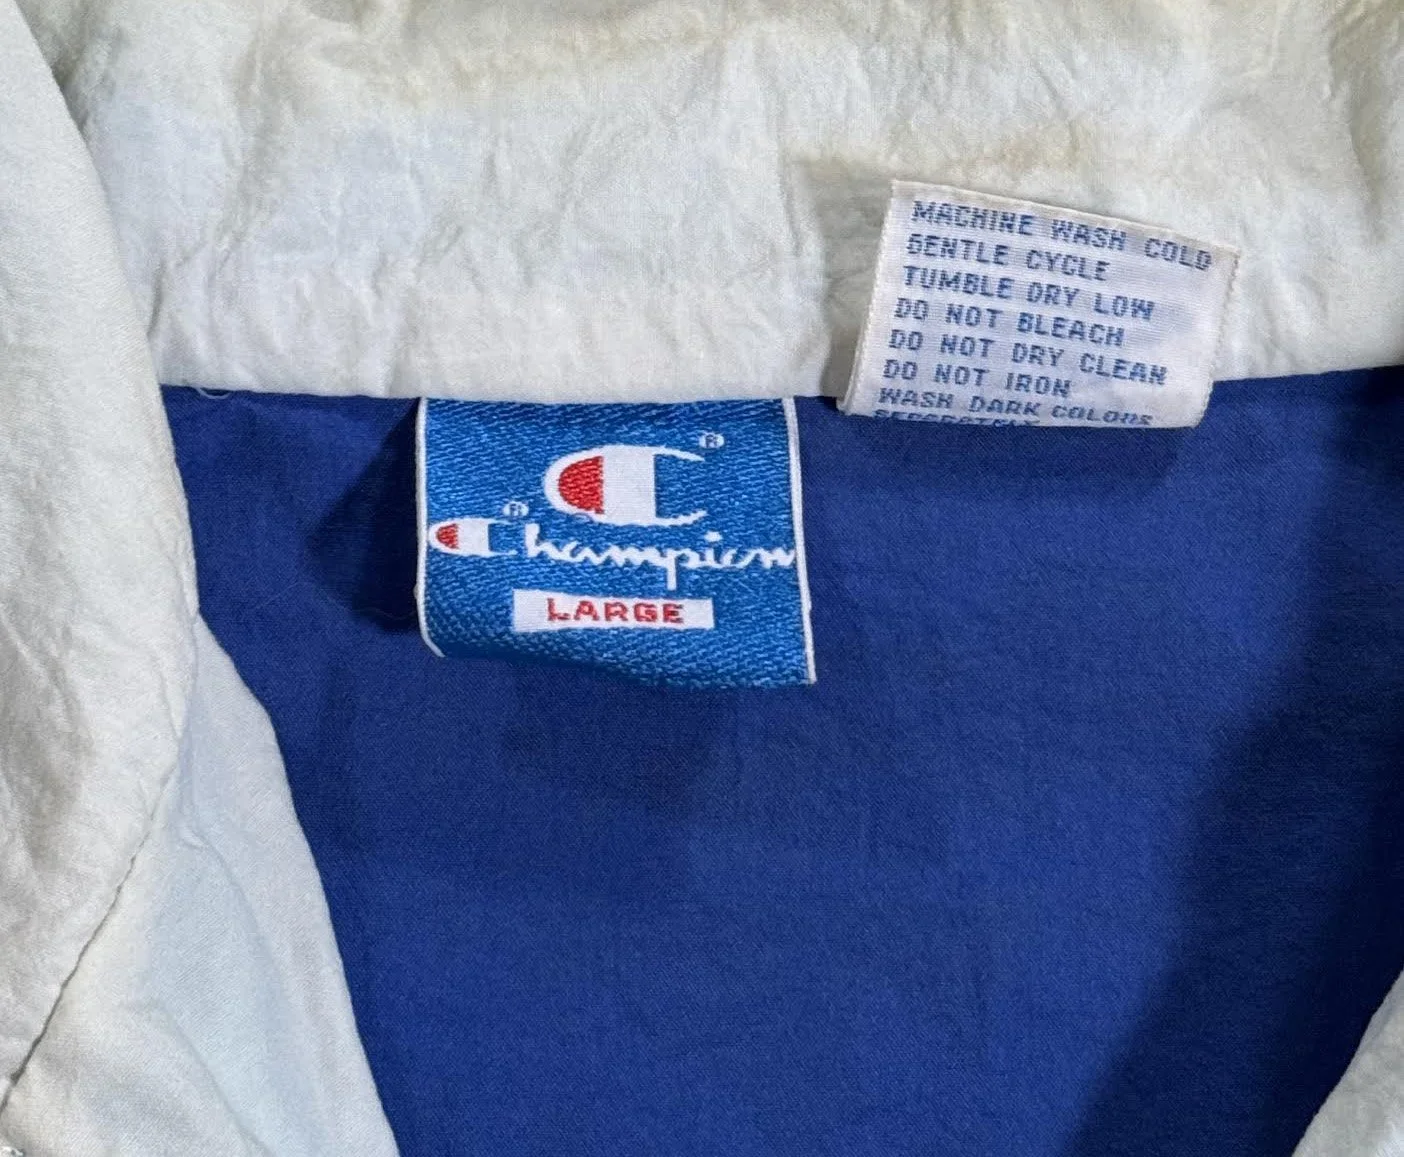 MACHINE WASH COLD
GENTLE CYCLE
TUMBLE DRY LOW
DO NOT BLEACH
DO NOT DRY CLEAN
DO NOT IRON
WASH DARK COLORS
SEPARATELY
C®
Champion®
LARGE